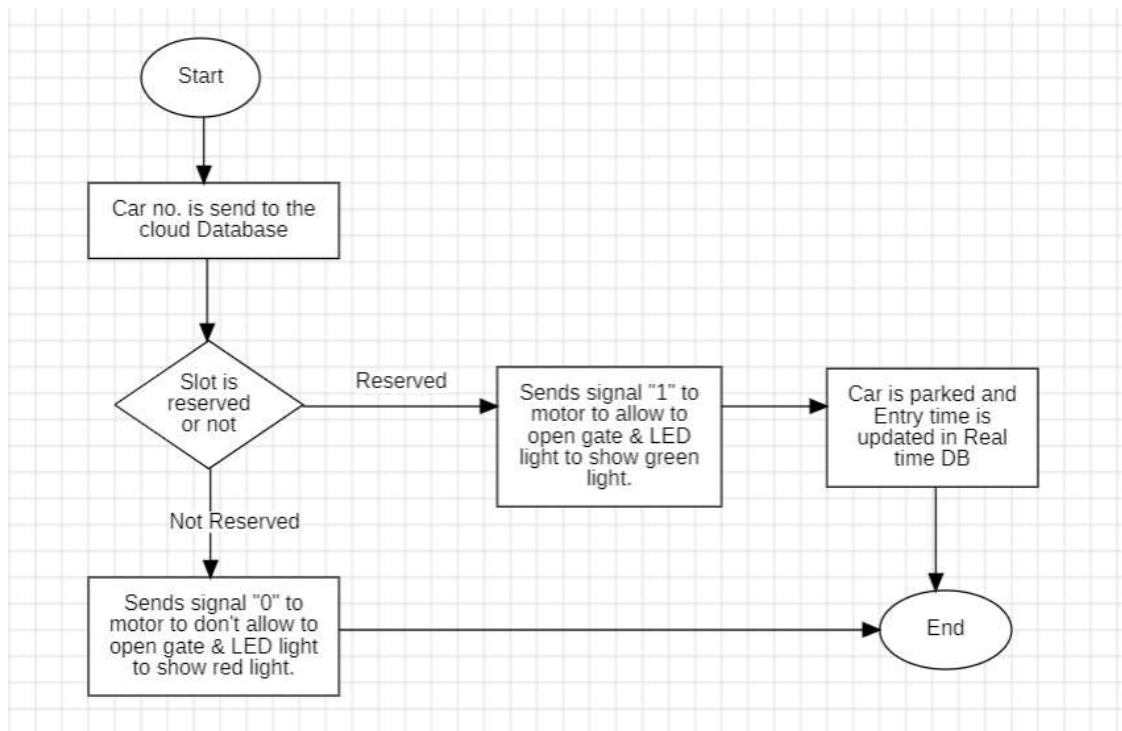 Start
Car no. is send to the
cloud Database
Slot is
reserved
or not
Reserved
Sends signal "1" to
motor to allow to
open gate & LED
light to show green
light.
Car is parked and
Entry time is
updated in Real
time DB
Not Reserved
Sends signal "0" to
motor to don't allow to
open gate & LED light
to show red light.
End